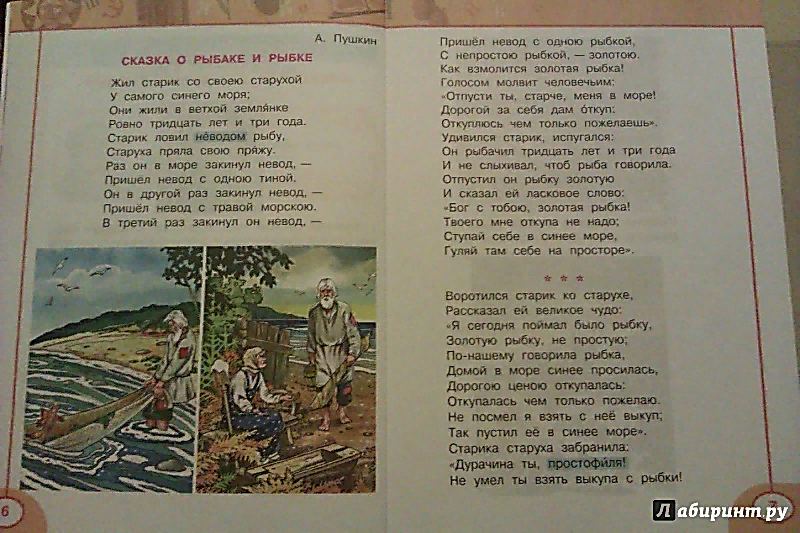 А. Пушкин
СКАЗКА О РЫБАКЕ И РЫБКЕ
Жил старик со своею старухой
У самого синего моря;
Они жили в ветхой земля́нке
Ровно тридцать лет и три года.
Старик ловил не́водом рыбу,
Старуха пряла свою пря́жу.
Раз он в море закинул невод, —
Пришёл невод с одною тиной.
Он в другой раз закинул невод, —
Пришёл невод с травой морскою.
В третий раз закинул он невод, —
6
Пришёл невод с одною рыбкой,
С непростою рыбкой, — золотою.
Как взмолится золотая рыбка!
Голосом молвит человечьим:
«Отпусти ты, старче, меня в море!
Дорогой за себя дам о́ткуп:
Откуплюсь чем только пожелаешь».
Удивился старик, испугался:
Он рыбачил тридцать лет и три года
И не слыхивал, чтоб рыба говорила.
Отпустил он рыбку золотую
И сказал ей ласковое слово:
«Бог с тобою, золотая рыбка!
Твоего мне откупа не надо;
Ступай себе в синее море,
Гуляй там себе на просторе».
* * *
Воротился старик ко старухе,
Рассказал ей великое чудо:
«Я сегодня поймал было рыбку,
Золотую рыбку, не простую;
По-нашему говорила рыбка,
Домой в море синее просилась,
Дорогою ценою откупалась:
Откупалась чем только пожелаю.
Не посмел я взять с неё выкуп;
Так пустил её в синее море».
Старика старуха забранила:
«Дурачина ты, простофи́ля!
Не умел ты взять выкупа с рыбки!
7
Лабиринт.ру